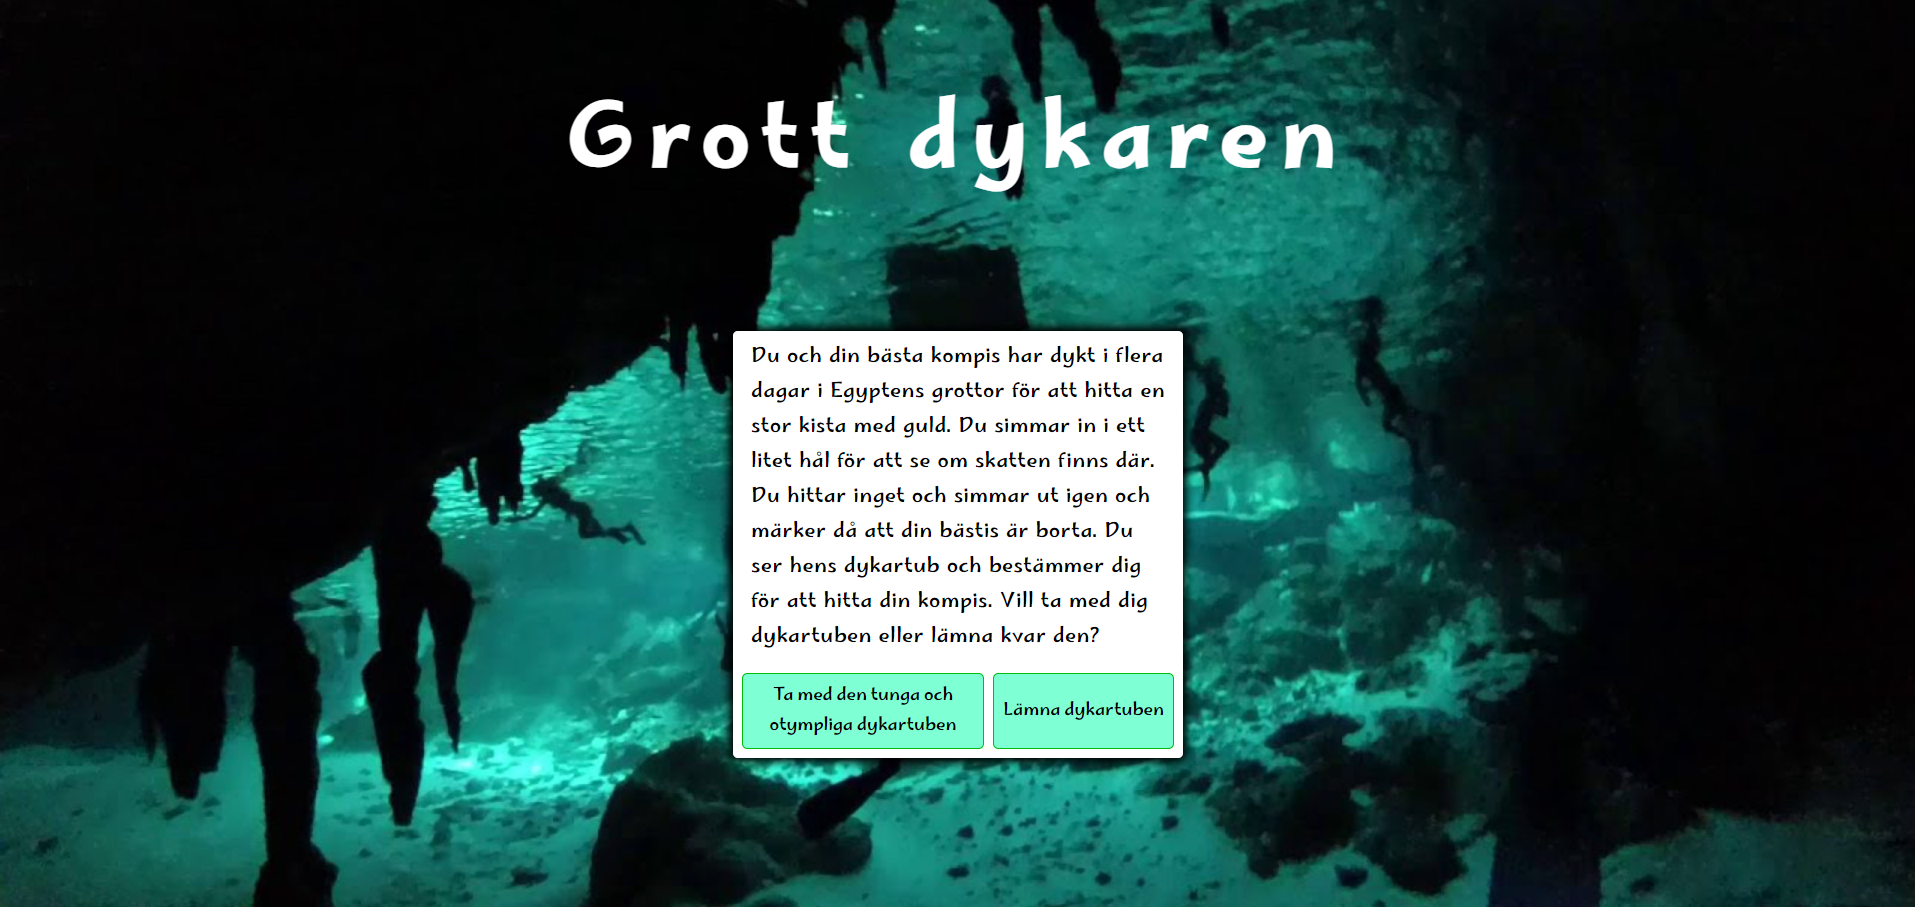 Grott dykaren
Du och din bästa kompis har dykt i flera
dagar i Egyptens grottor för att hitta en
stor kista med guld. Du simmar in i ett
litet hål för att se om skatten finns där.
Du hittar inget och simmar ut igen och
märker då att din bästis är borta. Du
ser hens dykartub och bestämmer dig
för att hitta din kompis. Vill ta med dig
dykartuben eller lämna kvar den?
Ta med den tunga och
otympliga dykartuben
Lämna dykartuben